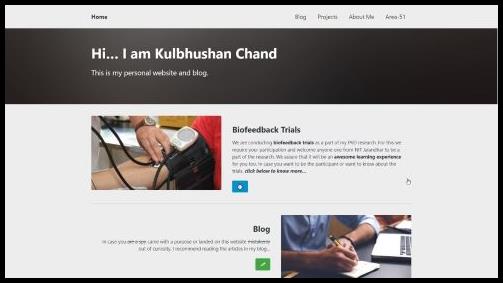 Home Blog Projects About Me Area-51
Hi... I am Kulbhushan Chand
This is my personal website and blog.
Biofeedback Trials
We are conducting biofeedback trials as a part of my PhD research. For this we
require your participation and welcome anyone one from NIT Jalandhar to be a
part of the research. We assure that it will be an awesome learning experience
for you too. In case you want to be the participant or want to know about the
trials, click below to know more...
Blog
In case you are a spy came with a purpose or landed on this website mistakenly
out of curiosity, I recommend reading the articles in my blog...